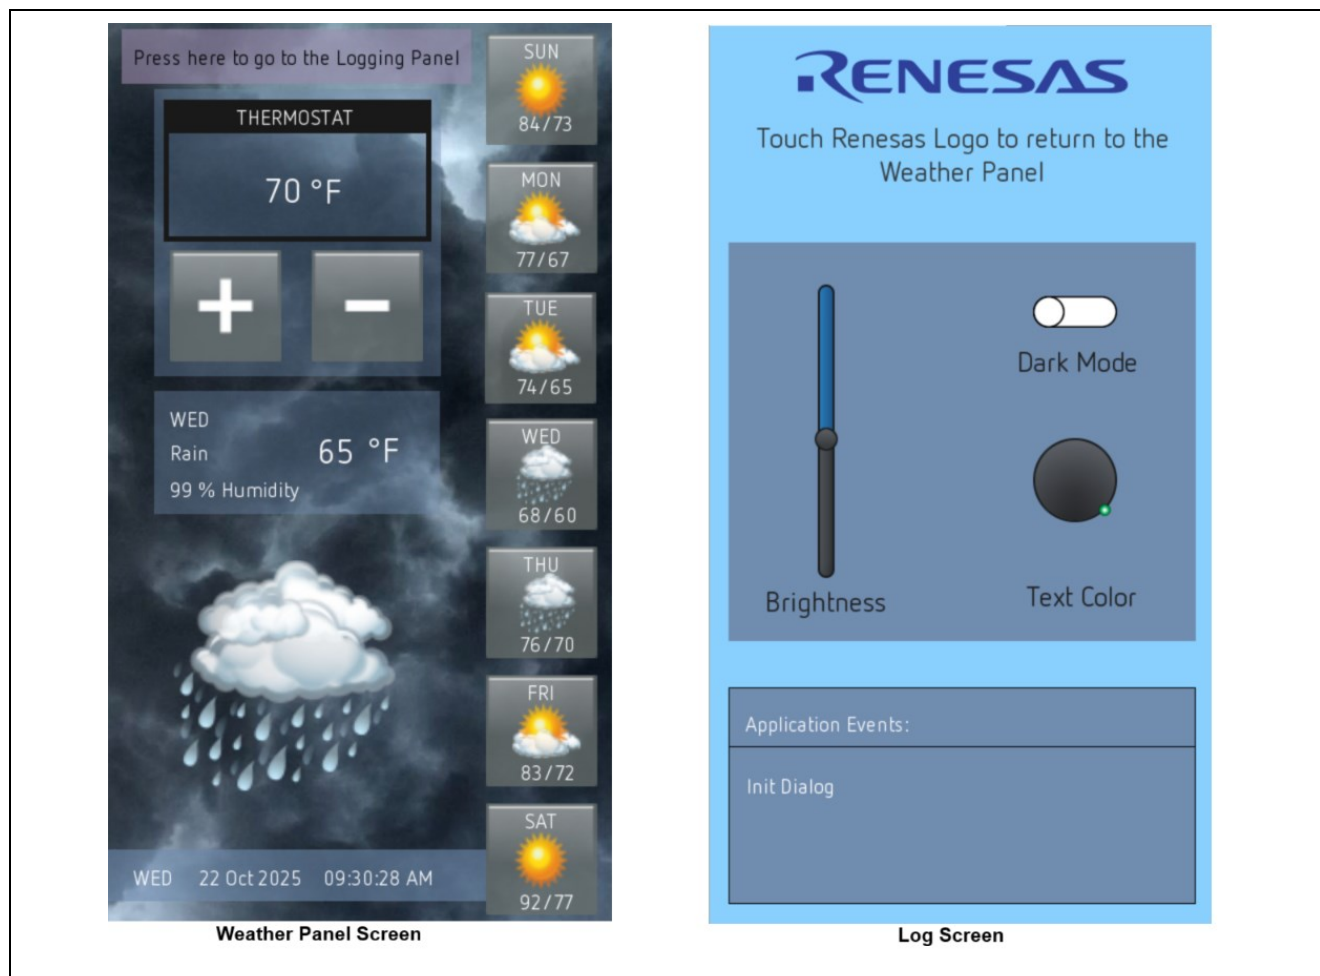 Press here to go to the Logging Panel
THERMOSTAT
70 °F
WED
Rain
65 °F
99 % Humidity
SUN
84/73
MON
77/67
TUE
74/65
WED
68/60
THU
76/70
FRI
83/72
SAT
92/77
WED 22 Oct 2025 09:30:28 AM
Weather Panel Screen
RENESAS
Touch Renesas Logo to return to the
Weather Panel
Dark Mode
Brightness
Text Color
Application Events:
Init Dialog
Log Screen